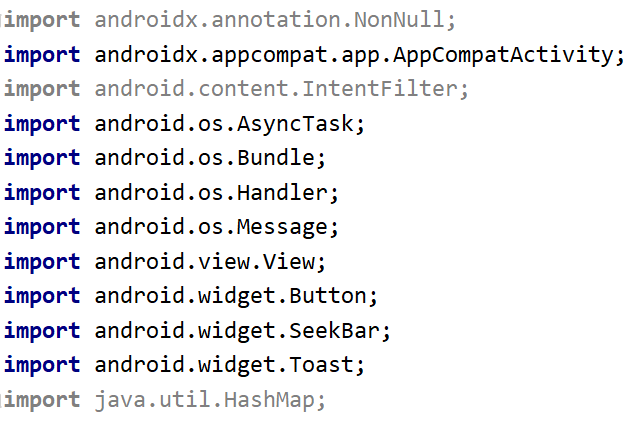 import androidx.annotation.NonNull;
import androidx.appcompat.app.AppCompatActivity;
import android.content.IntentFilter;
import android.os.AsyncTask;
import android.os.Bundle;
import android.os.Handler;
import android.os.Message;
import android.view.View;
import android.widget.Button;
import android.widget.SeekBar;
import android.widget.Toast;
import java.util.HashMap;